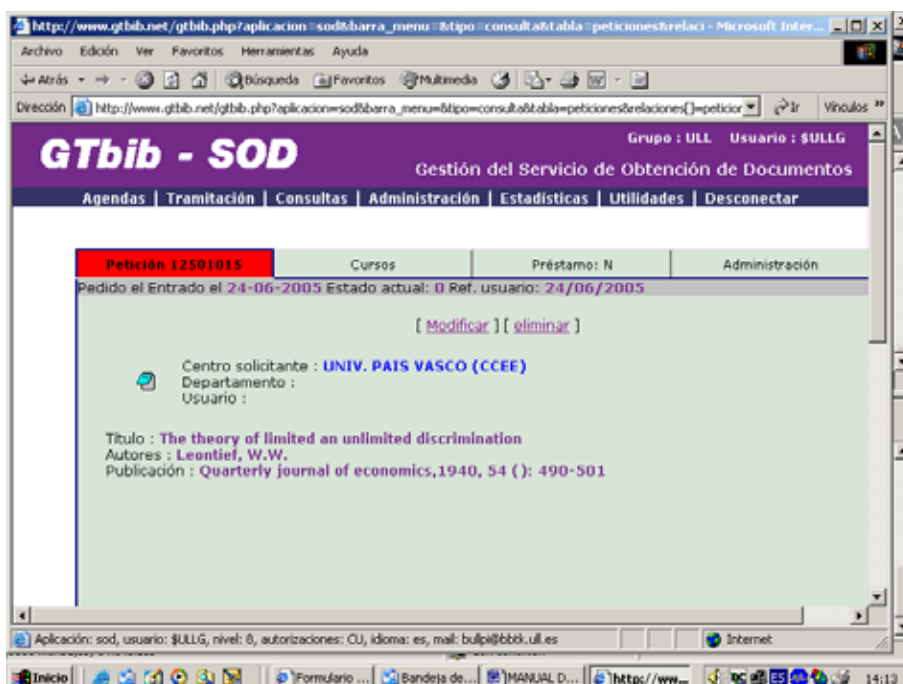 http://www.gtbib.net/gtbib.php?aplicacion=sod&barra_menu=&tipo=consulta&tabla=peticiones&relaci - Microsoft Inter...
Archivo Edición Ver Favoritos Herramientas Ayuda
Atrás Búsqueda Favoritos Multimedia
Dirección http://www.gtbib.net/gtbib.php?aplicacion=sod&barra_menu=&tipo=consulta&tabla=peticiones&relaciones[]=peticior Ir Vínculos »
Grupo : ULL Usuario : $ULLG
GTbib - SOD
Gestión del Servicio de Obtención de Documentos
Agendas | Tramitación | Consultas | Administración | Estadísticas | Utilidades | Desconectar
Petición 12501015 Cursos Préstamo: N Administración
Pedido el Entrado el 24-06-2005 Estado actual: 0 Ref. usuario: 24/06/2005
[ Modificar ] [ eliminar ]
Centro solicitante : UNIV. PAIS VASCO (CCEE)
Departamento :
Usuario :
Título : The theory of limited an unlimited discrimination
Autores : Leontief, W.W.
Publicación : Quarterly journal of economics,1940, 54 ( ): 490-501
Aplicación: sod, usuario: $ULLG, nivel: 8, autorizaciones: CU, idioma: es, mail: bullpi@bbtk.ull.es Internet
Inicio Formulario ... Bandeja de... MANUAL D... http://ww... ES 14:13